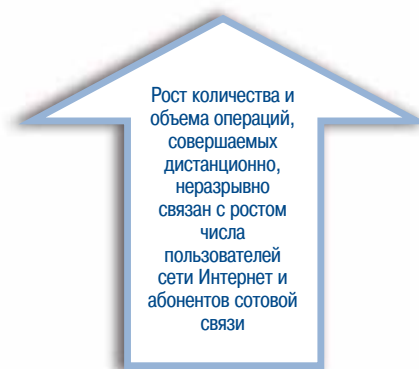 Рост количества и
объема операций,
совершаемых
дистанционно,
неразрывно
связан с ростом
числа
пользователей
сети Интернет и
абонентов сотовой
связи